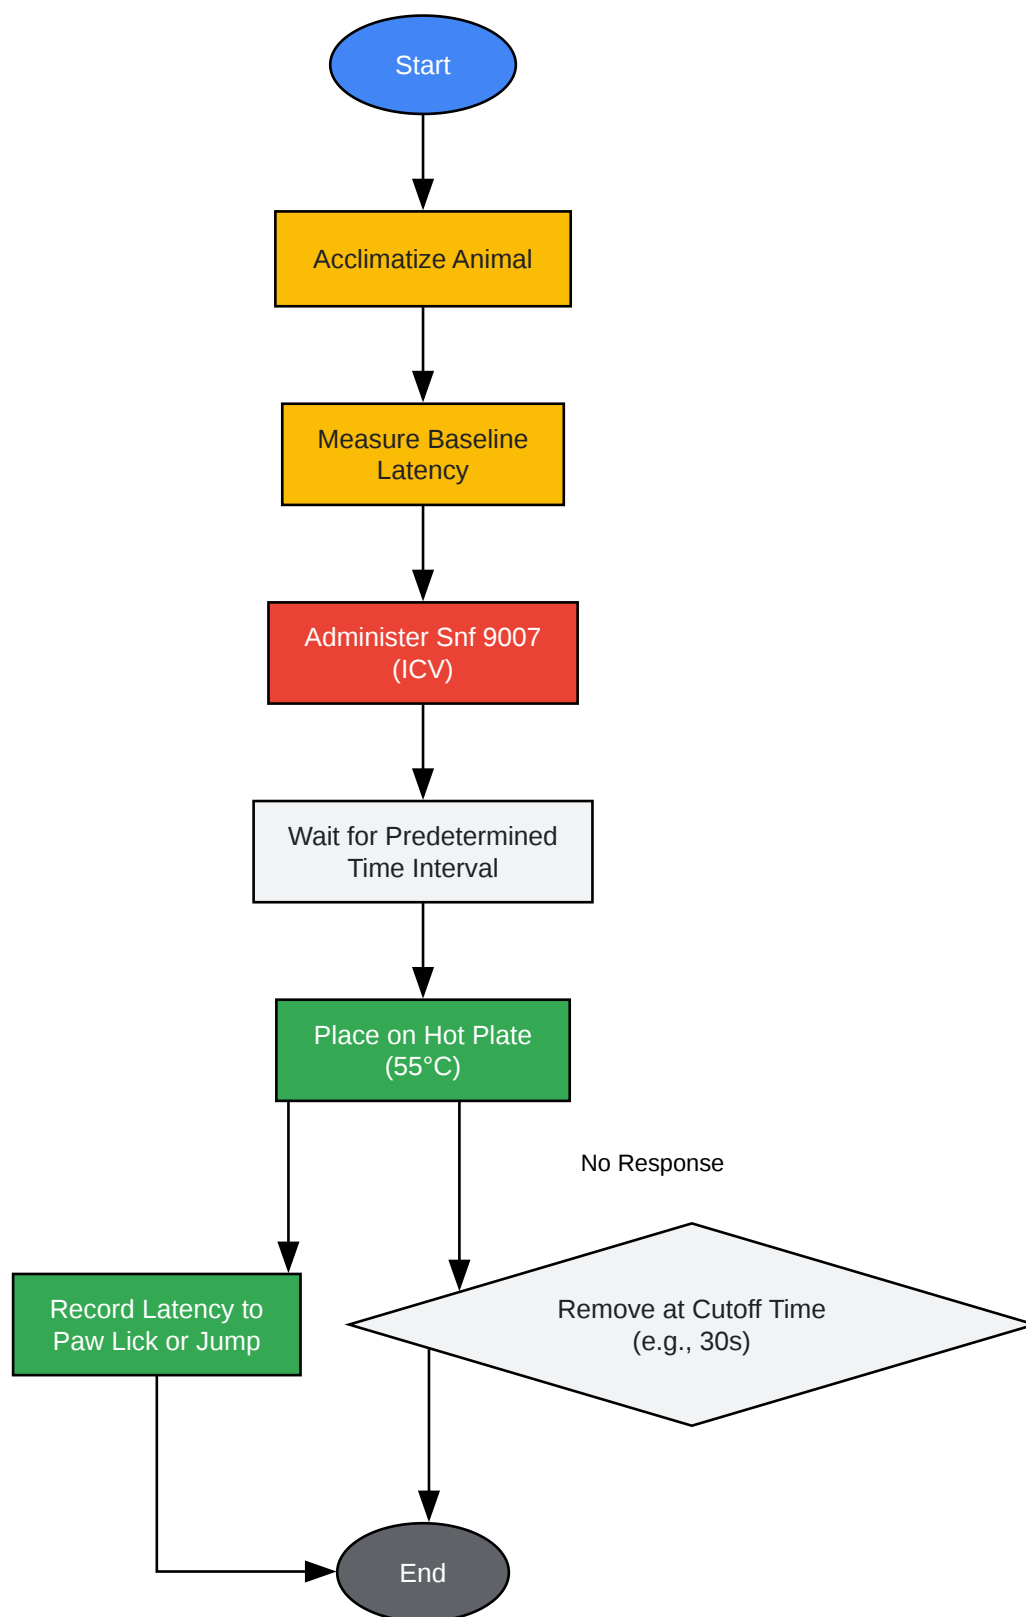 Start
Acclimatize Animal
Measure Baseline
Latency
Administer Snf 9007
(ICV)
Wait for Predetermined
Time Interval
Place on Hot Plate
(55°C)
No Response
Record Latency to
Paw Lick or Jump
Remove at Cutoff Time
(e.g., 30s)
End